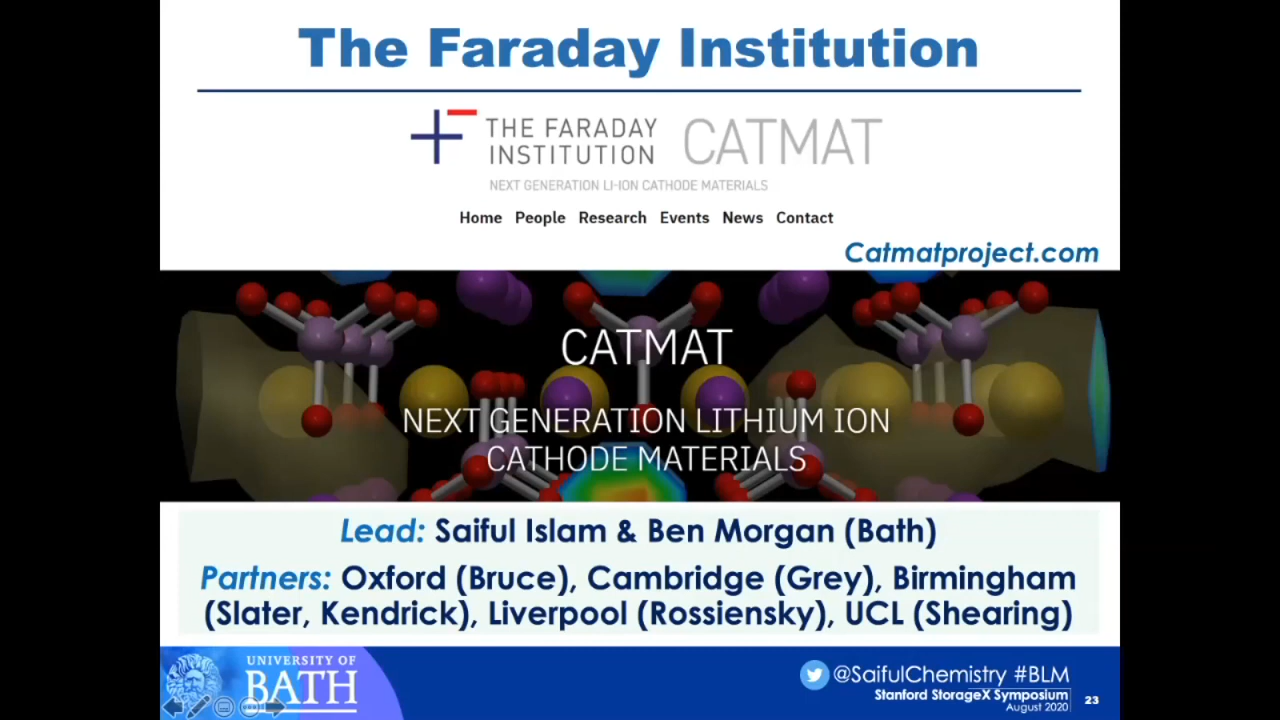 The Faraday Institution
THE FARADAY
INSTITUTION
CATMAT
NEXT GENERATION LI-ION CATHODE MATERIALS
Home People Research Events News Contact
Catmatproject.com
CATMAT
NEXT GENERATION LITHIUM ION
CATHODE MATERIALS
Lead: Saiful Islam & Ben Morgan (Bath)
Partners: Oxford (Bruce), Cambridge (Grey), Birmingham
(Slater, Kendrick), Liverpool (Rossiensky), UCL (Shearing)
UNIVERSITY OF
BATH
@SaifulChemistry #BLM
Stanford StorageX Symposium
August 2020
23